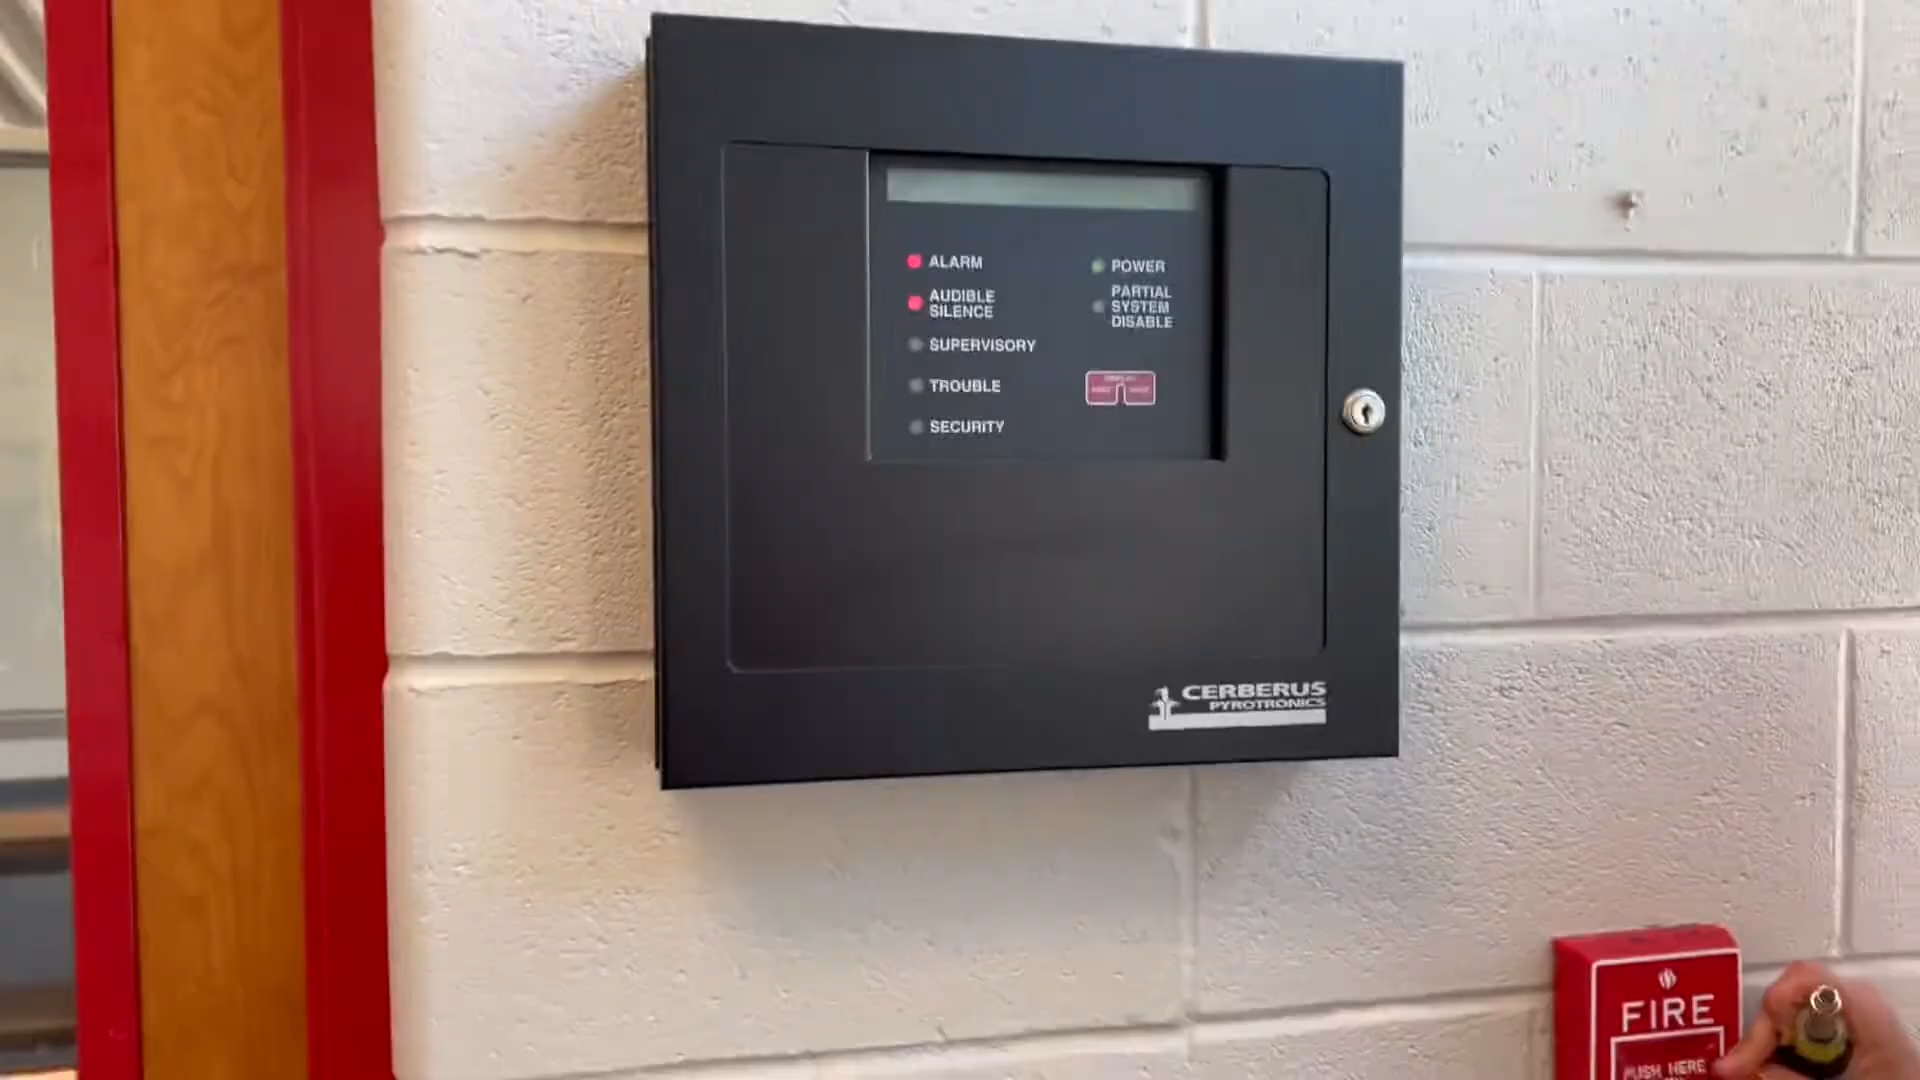 ALARM
AUDIBLE
SILENCE
SUPERVISORY
TROUBLE
SECURITY
POWER
PARTIAL
SYSTEM
DISABLE
CERBERUS
PYROTRONICS
FIRE
PUSH HERE